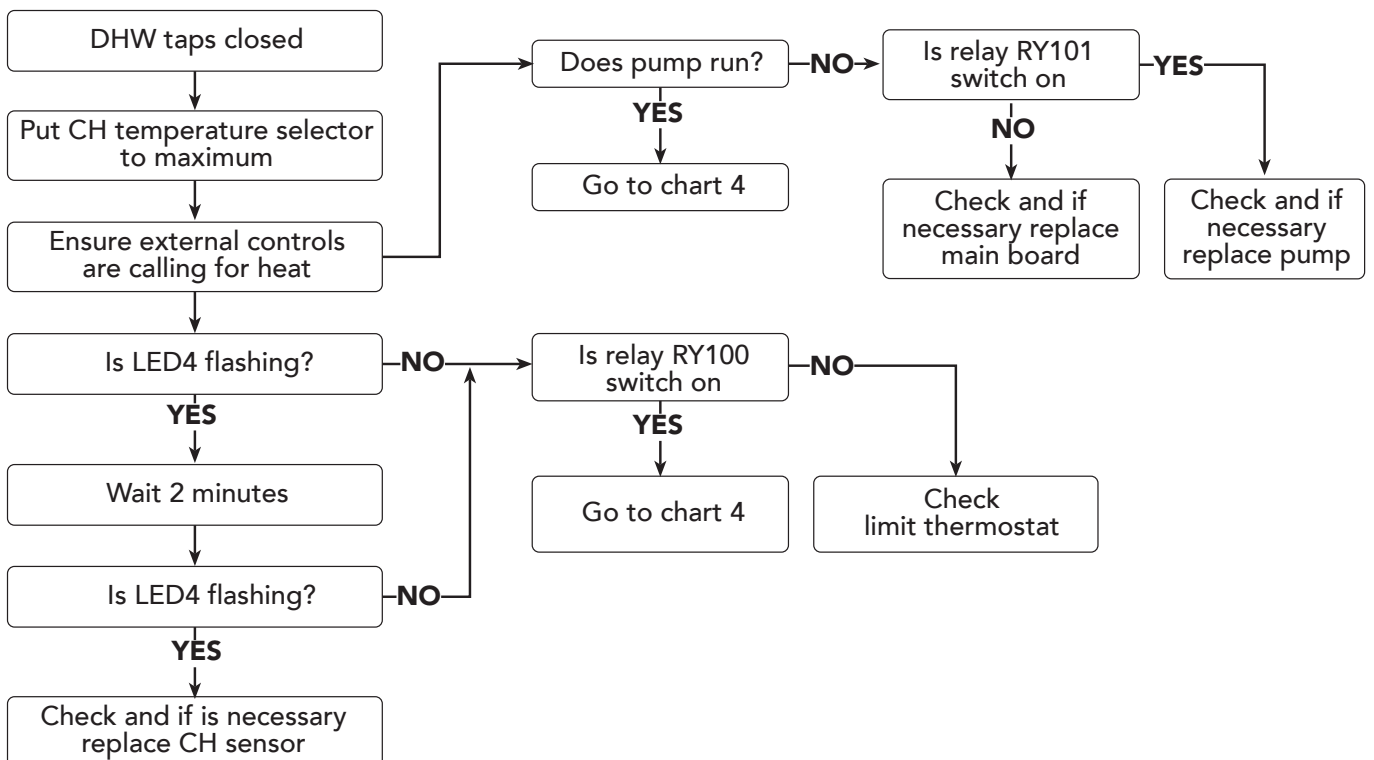 DHW taps closed
Put CH temperature selector
to maximum
Ensure external controls
are calling for heat
Is LED4 flashing?
NO
YES
Wait 2 minutes
Is LED4 flashing?
NO
YES
Check and if is necessary
replace CH sensor
Does pump run?
NO
YES
Go to chart 4
Is relay RY101
switch on
YES
NO
Check and if
necessary replace
main board
Check and if
necessary
replace pump
Is relay RY100
switch on
NO
YES
Go to chart 4
Check
limit thermostat